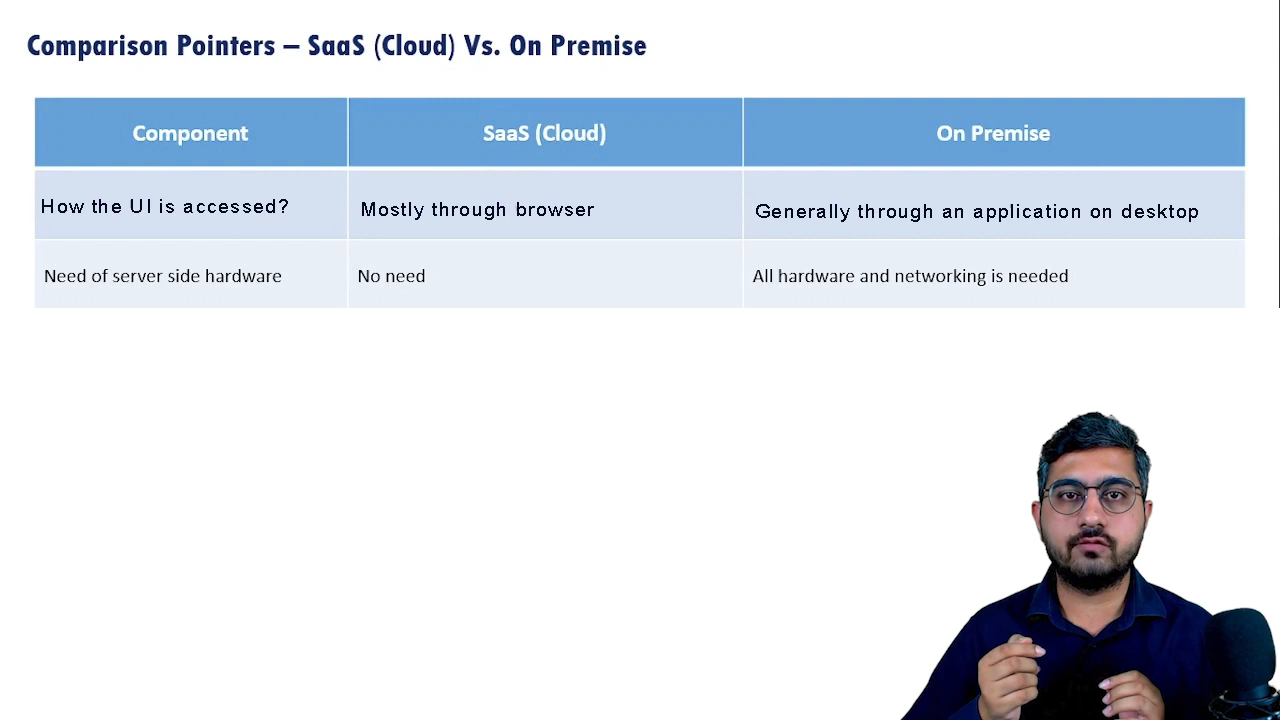 Comparison Pointers – SaaS (Cloud) Vs. On Premise
Component
SaaS (Cloud)
On Premise
How the UI is accessed?
Mostly through browser
Generally through an application on desktop
Need of server side hardware
No need
All hardware and networking is needed